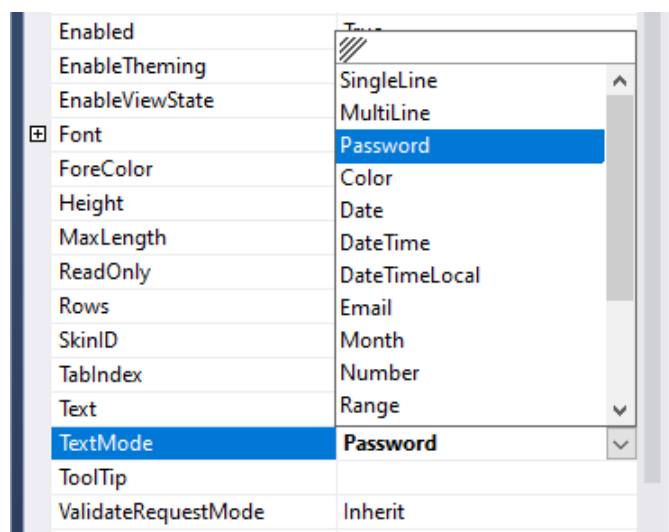 Enabled True
EnableTheming
SingleLine
EnableViewState
MultiLine
Font
Password
ForeColor
Color
Height
Date
MaxLength
DateTime
ReadOnly
DateTimeLocal
Rows
Email
SkinID
Month
TabIndex
Number
Text
Range
TextMode Password
ToolTip
ValidateRequestMode Inherit